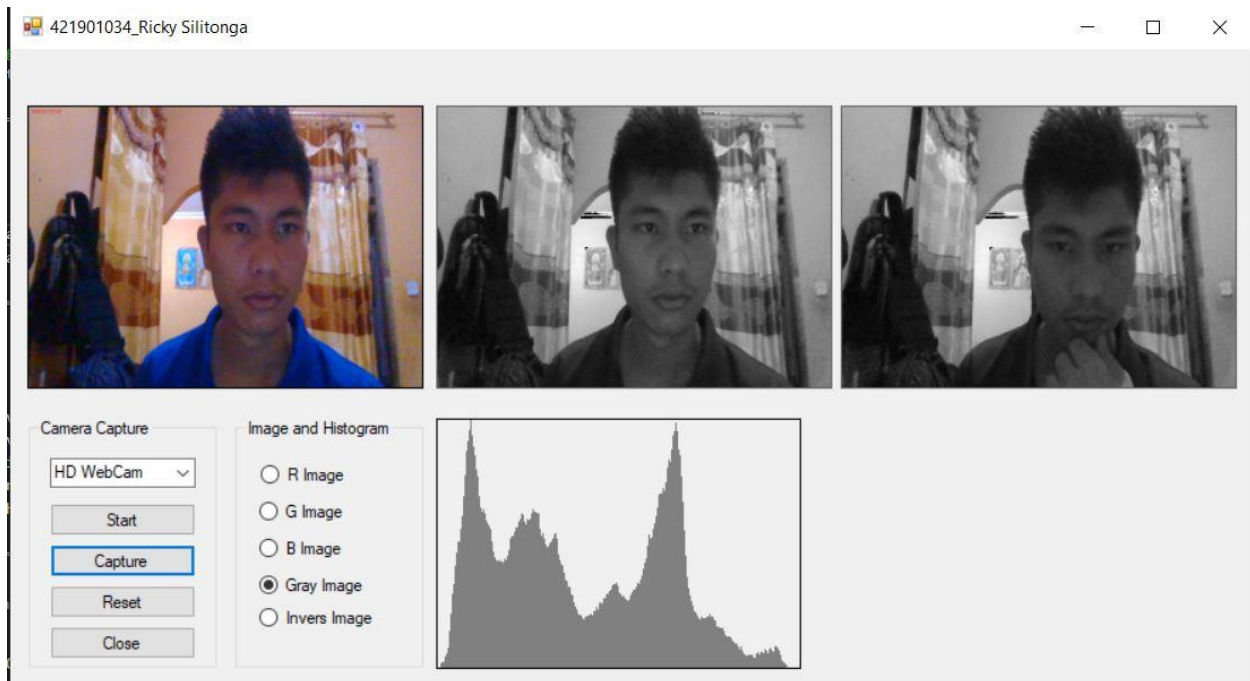 421901034_Ricky Silitonga
Camera Capture
HD WebCam
Start
Capture
Reset
Close
Image and Histogram
R Image
G Image
B Image
Gray Image
Invers Image